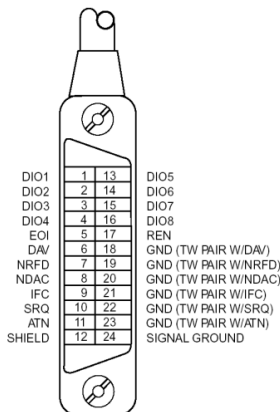 DIO1 1 13 DIO5
DIO2 2 14 DIO6
DIO3 3 15 DIO7
DIO4 4 16 DIO8
EOI 5 17 REN
DAV 6 18 GND (TW PAIR W/DAV)
NRFD 7 19 GND (TW PAIR W/NRFD)
NDAC 8 20 GND (TW PAIR W/NDAC)
IFC 9 21 GND (TW PAIR W/IFC)
SRQ 10 22 GND (TW PAIR W/SRQ)
ATN 11 23 GND (TW PAIR W/ATN)
SHIELD 12 24 SIGNAL GROUND